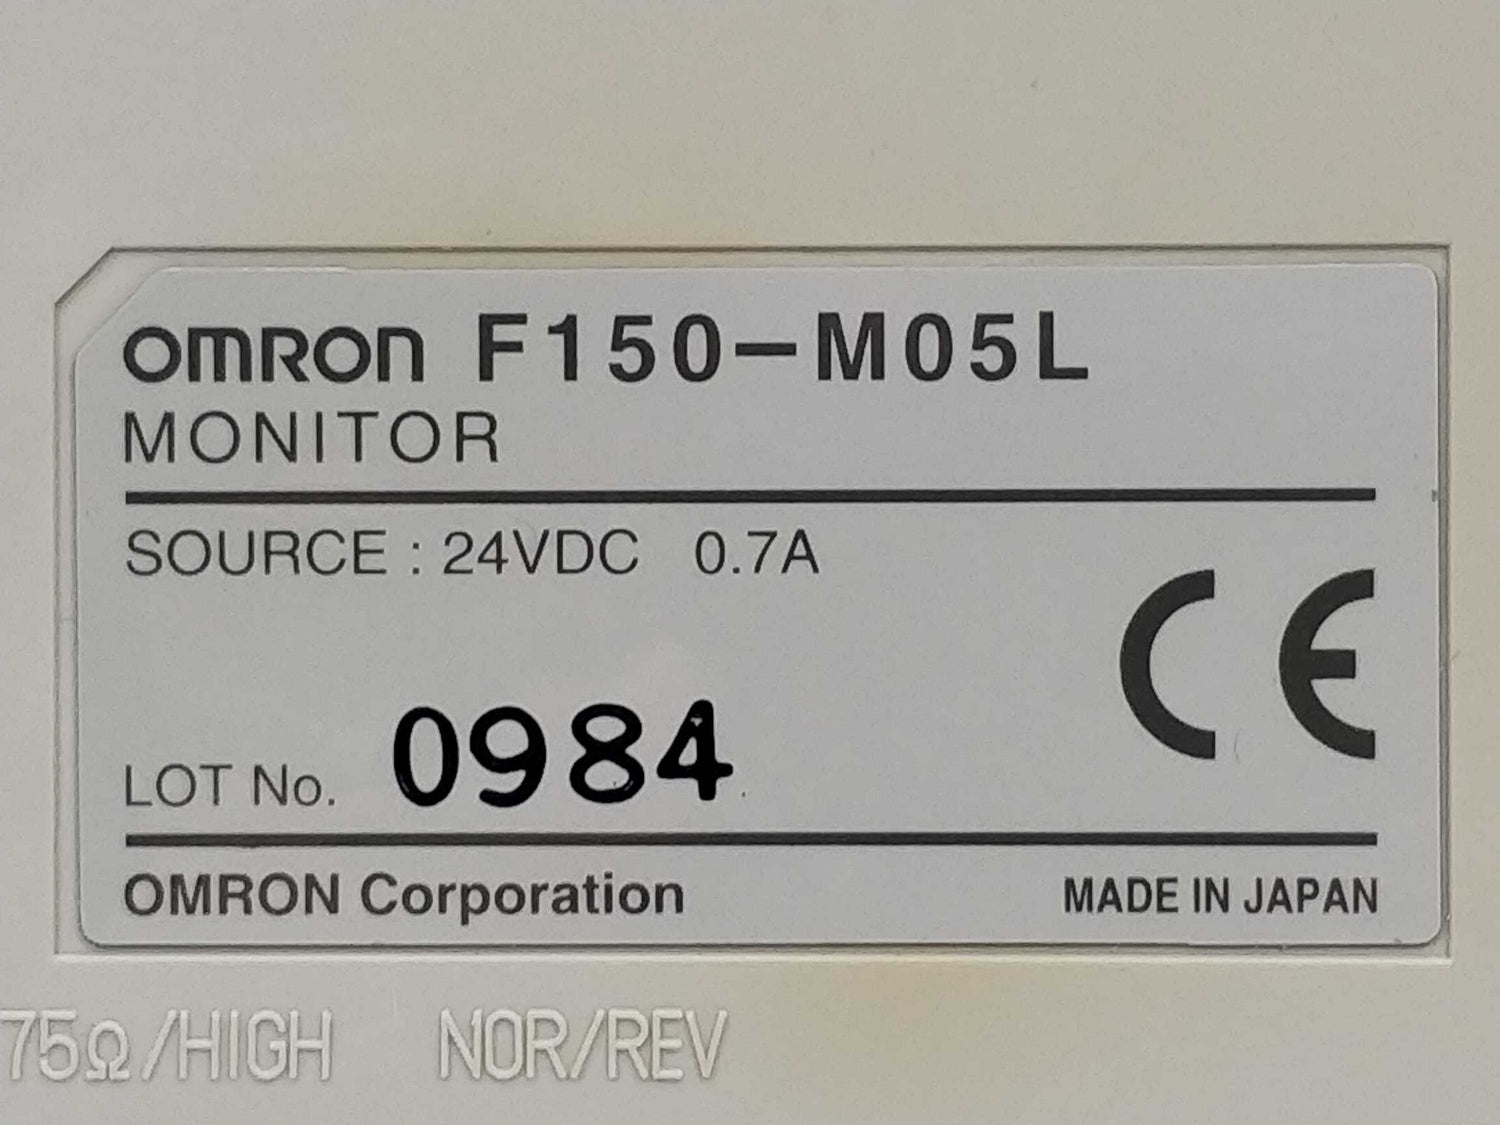 OMRON F150-M05L
MONITOR
SOURCE : 24VDC 0.7A
CE
LOT No. 0984
OMRON Corporation MADE IN JAPAN
75Ω/HIGH NOR/REV